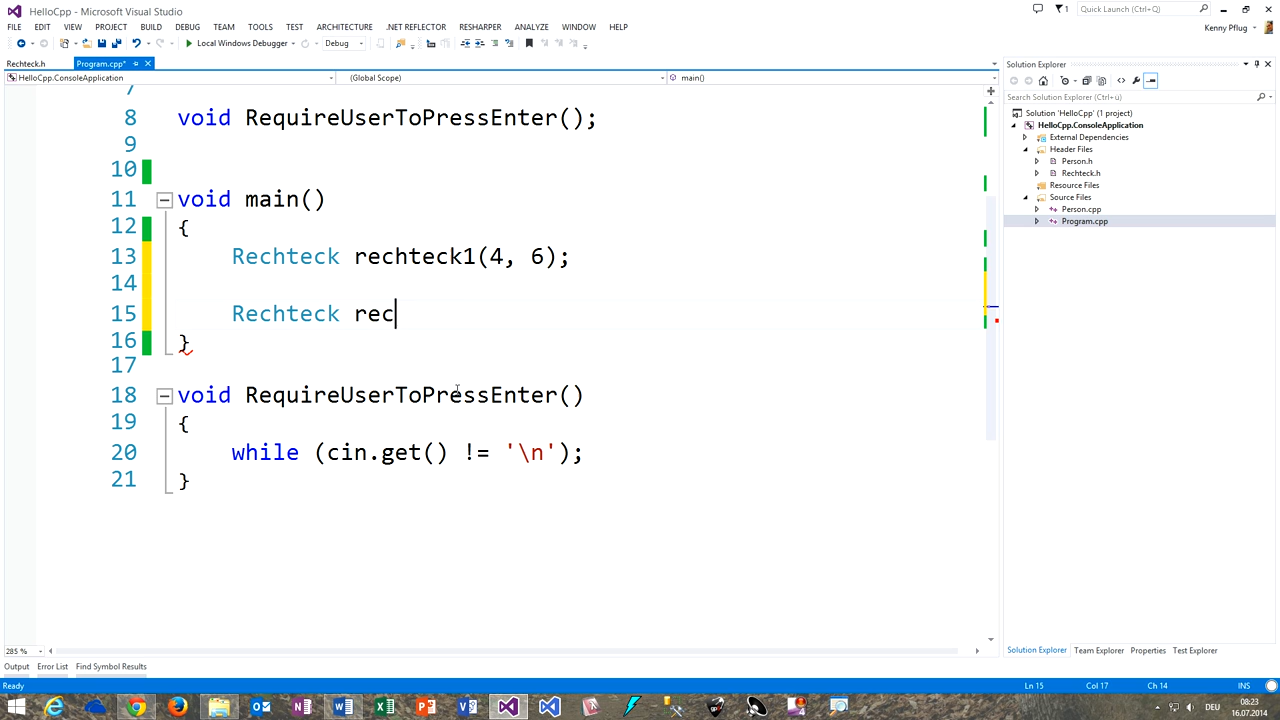 HelloCpp - Microsoft Visual Studio
Quick Launch (Ctrl+Q)
FILE EDIT VIEW PROJECT BUILD DEBUG TEAM TOOLS TEST ARCHITECTURE .NET REFLECTOR RESHARPER ANALYZE WINDOW HELP
Kenny Pflug
Local Windows Debugger Debug
Rechteck.h Program.cpp*
HelloCpp.ConsoleApplication (Global Scope) main()
7
8 void RequireUserToPressEnter();
9
10
11 void main()
12 {
13 Rechteck rechteck1(4, 6);
14
15 Rechteck rec
16 }
17
18 void RequireUserToPressEnter()
19 {
20 while (cin.get() != '\n');
21 }
285 %
Solution Explorer
Search Solution Explorer (Ctrl+ü)
Solution 'HelloCpp' (1 project)
HelloCpp.ConsoleApplication
External Dependencies
Header Files
Person.h
Rechteck.h
Resource Files
Source Files
Person.cpp
Program.cpp
Solution Explorer Team Explorer Properties Test Explorer
Output Error List Find Symbol Results
Ready Ln 15 Col 17 Ch 14 INS
DEU
08:23
16.07.2014